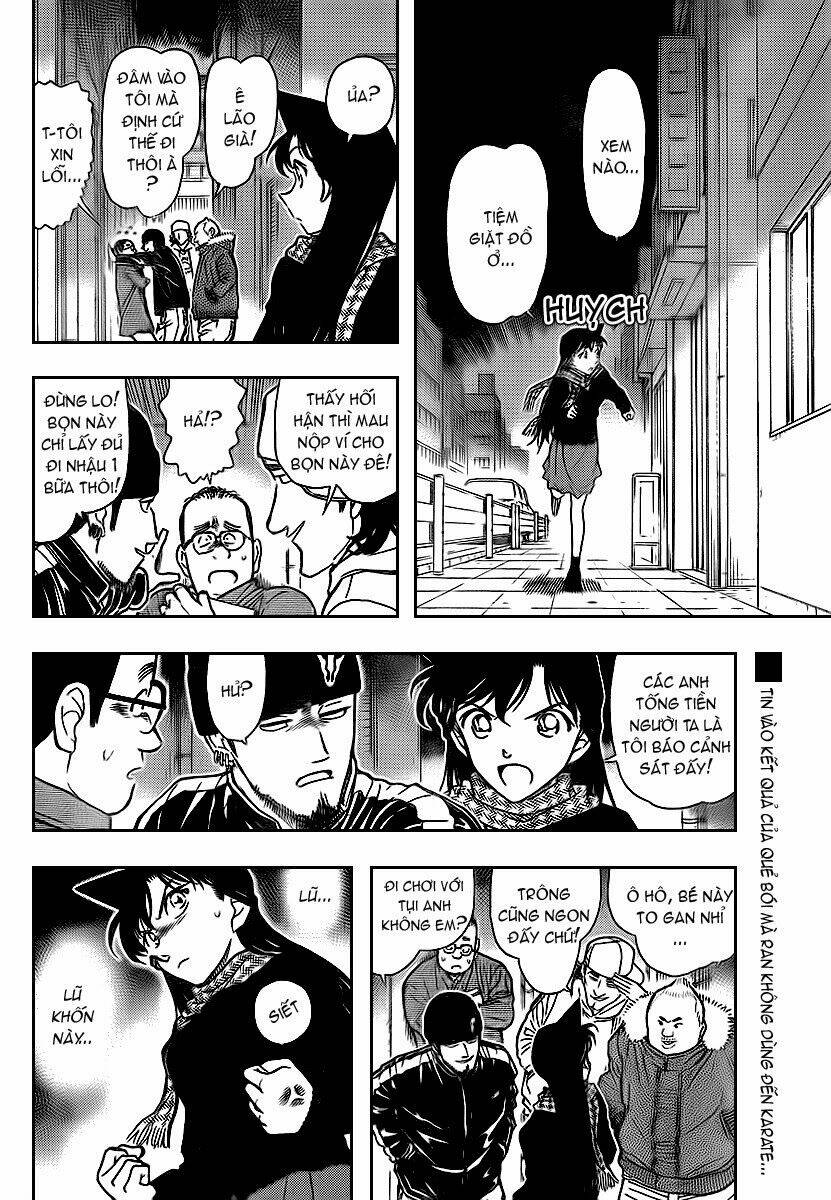 XEM
NÀO...
TIỆM
GIẶT ĐỒ
Ở...
HUỴCH
ỦA?
Ê
LÃO
GIÀ!
ĐÂM VÀO
TÔI MÀ
ĐỊNH CỨ
THẾ ĐI
THÔI À
?
T-TÔI
XIN
LỖI...
THẤY HỐI
HẬN THÌ MAU
NỘP VÍ CHO
BỌN NÀY ĐÊ!
HẢ!?
ĐỪNG LO!
BỌN NÀY
CHỈ LẤY ĐỦ
ĐI NHẬU 1
BỮA THÔI!
CÁC ANH
TỐNG TIỀN
NGƯỜI TA LÀ
TÔI BÁO CẢNH
SÁT ĐẤY!
HỬ?
Ô HÔ, BÉ NÀY
TO GAN NHỈ
...
TRÔNG
CŨNG NGON
ĐẤY CHỨ!
ĐI CHƠI VỚI
TỤI ANH
KHÔNG EM?
LŨ...
SIẾT
LŨ
KHỐN
NÀY..
TIN VÀO KẾT QUẢ CỦA QUẺ BÓI MÀ RAN KHÔNG DÙNG ĐẾN KARATE...